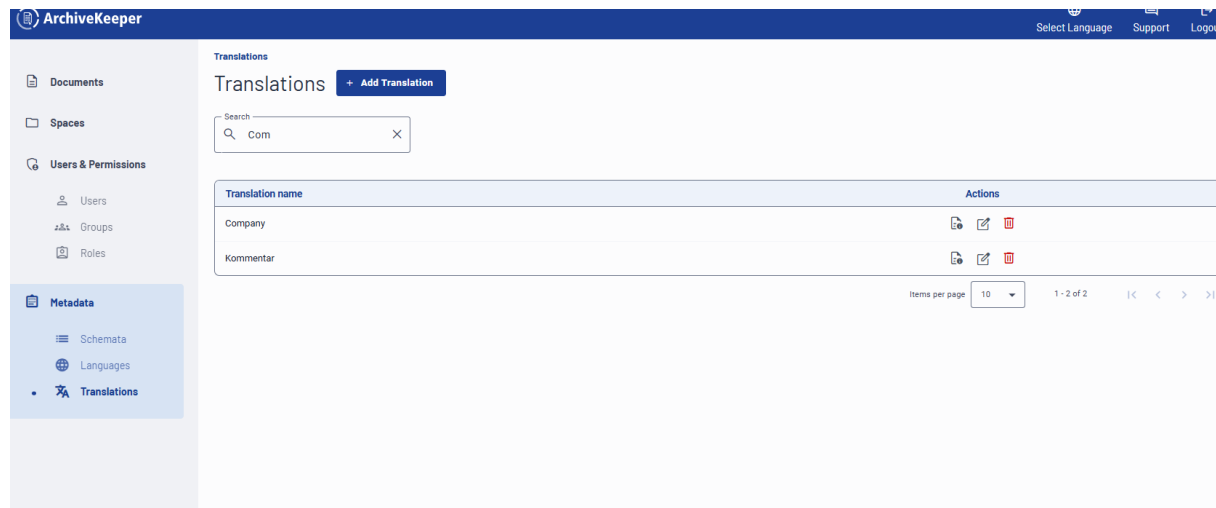 ArchiveKeeper
Select Language
Support
Documents
Spaces
Users & Permissions
Users
Groups
Roles
Metadata
Schemata
Languages
Translations
Translations
Translations
+ Add Translation
Search
Com
Translation name
Actions
Company
Kommentar
Items per page
10
1 - 2 of 2